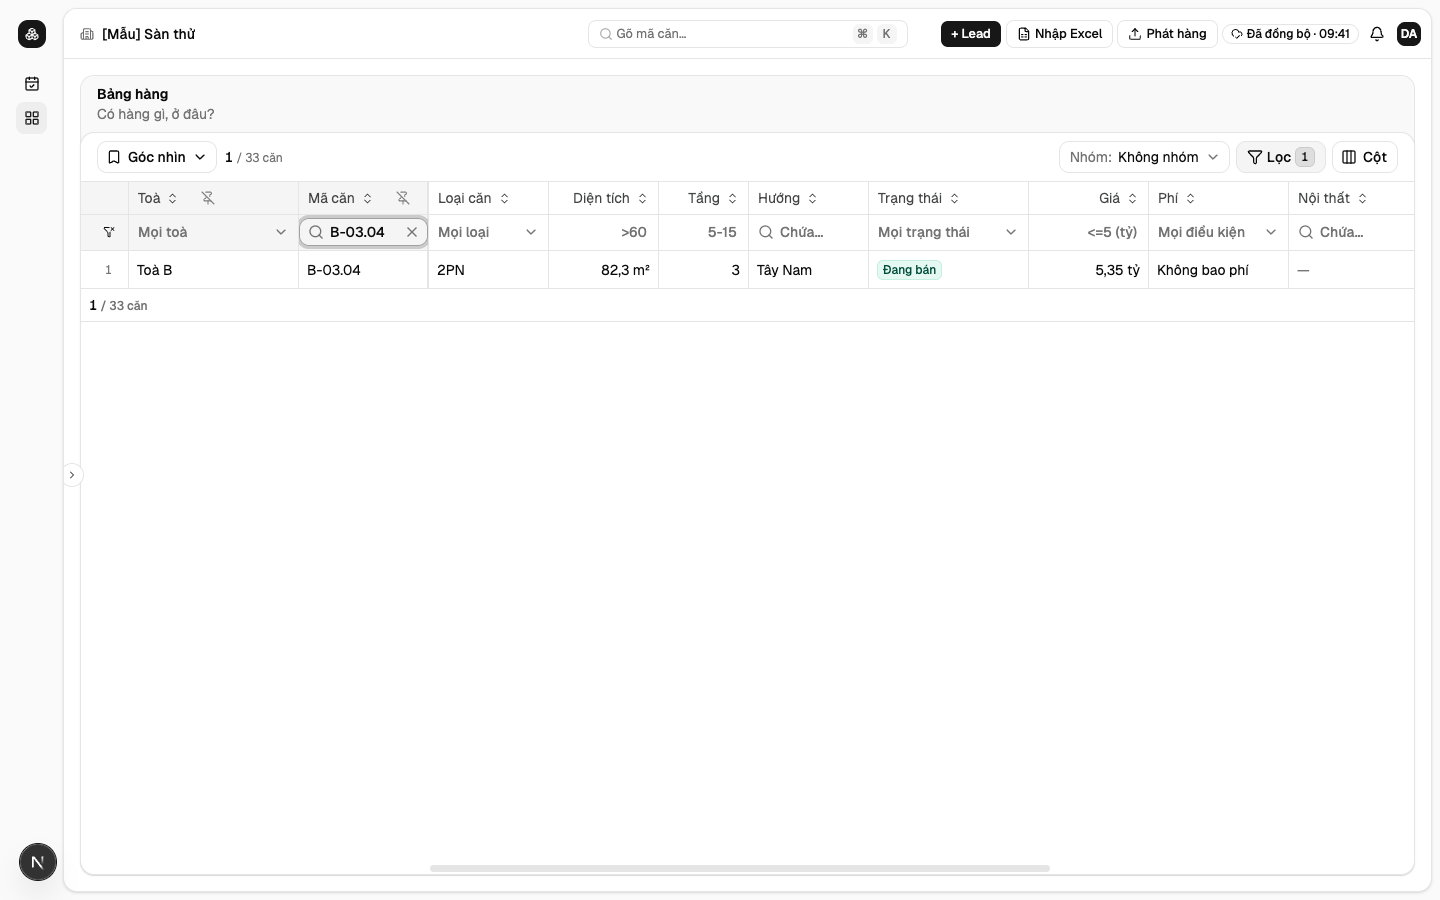 [Mẫu] Sàn thử
Gõ mã căn...
⌘ K
+ Lead
Nhập Excel
Phát hàng
Đã đồng bộ · 09:41
DA
Bảng hàng
Có hàng gì, ở đâu?
Góc nhìn
1 / 33 căn
Nhóm: Không nhóm
Lọc 1
Cột
Toà Mã căn Loại căn Diện tích Tầng Hướng Trạng thái Giá Phí Nội thất
Mọi toà B-03.04 Mọi loại >60 5-15 Chứa... Mọi trạng thái <=5 (tỷ) Mọi điều kiện Chứa...
1 Toà B B-03.04 2PN 82,3 m² 3 Tây Nam Đang bán 5,35 tỷ Không bao phí —
1 / 33 căn
N